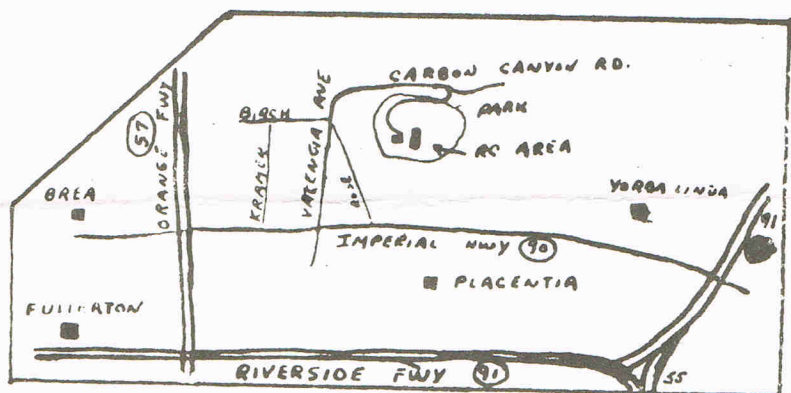 CARBON CANYON RD.
ORANGE FWY
57
BIRCH
VALENCIA AVE
PARK
RC AREA
KRAMER
ROSE
BREA
YORBA LINDA
91
IMPERIAL HWY 90
PLACENTIA
FULLERTON
RIVERSIDE FWY 91
55